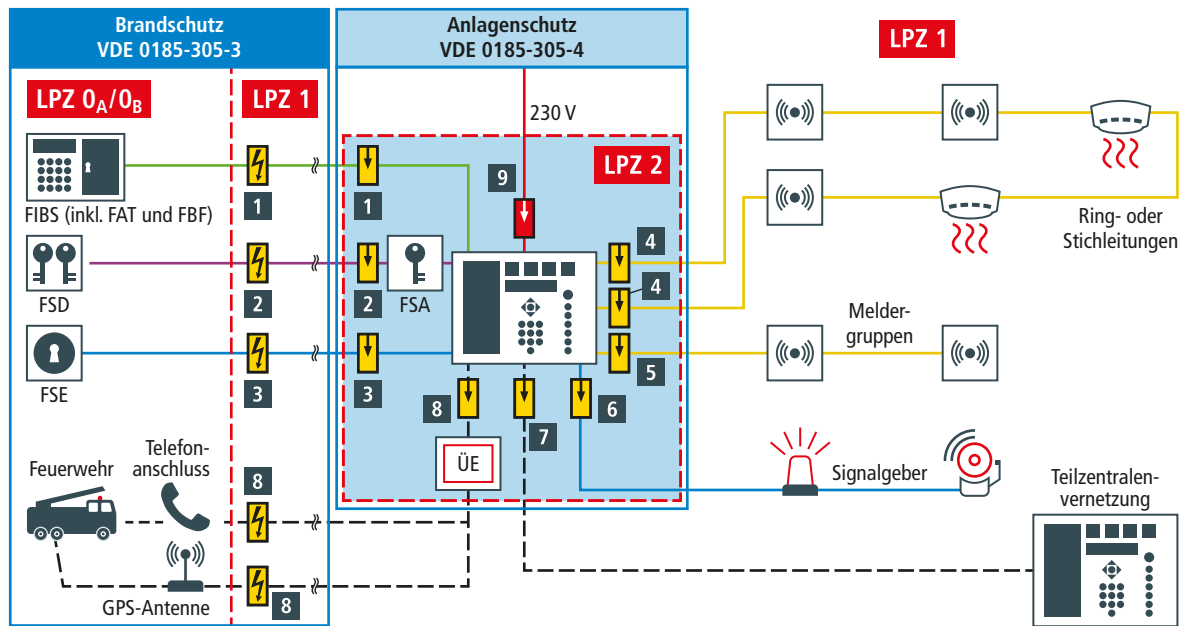 Brandschutz
VDE 0185-305-3
Anlagenschutz
VDE 0185-305-4
LPZ 1
LPZ 0A/0B
LPZ 1
230 V
LPZ 2
9
1
1
FIBS (inkl. FAT und FBF)
4
Ring- oder
Stichleitungen
2
2
FSD
FSA
4
Melder-
gruppen
3
3
FSE
5
8
7
6
ÜE
Signalgeber
Feuerwehr
Telefon-
anschluss
8
Teilzentralen-
vernetzung
GPS-Antenne
8